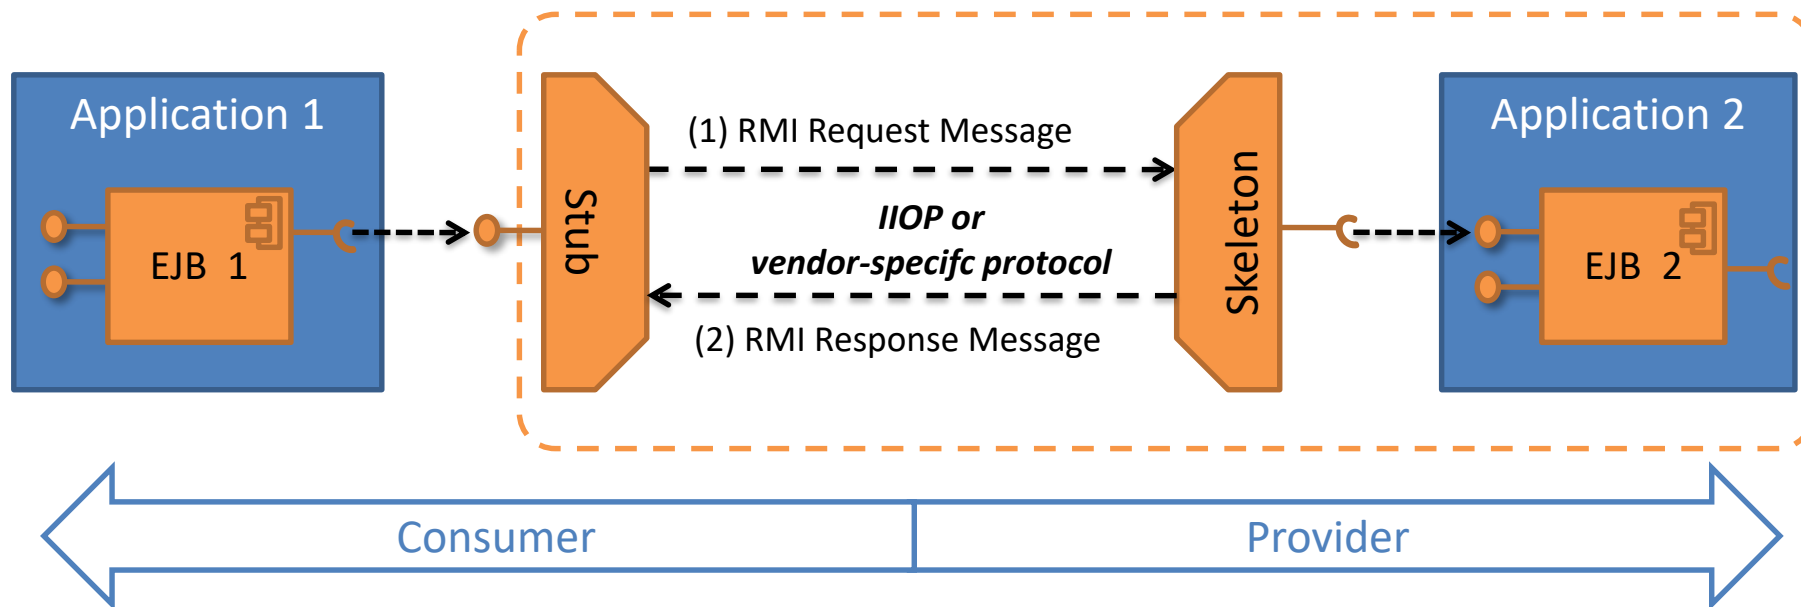 Application 1
EJB 1
Stub
(1) RMI Request Message
IIOP or
vendor-specifc protocol
(2) RMI Response Message
Skeleton
Application 2
EJB 2
Consumer
Provider